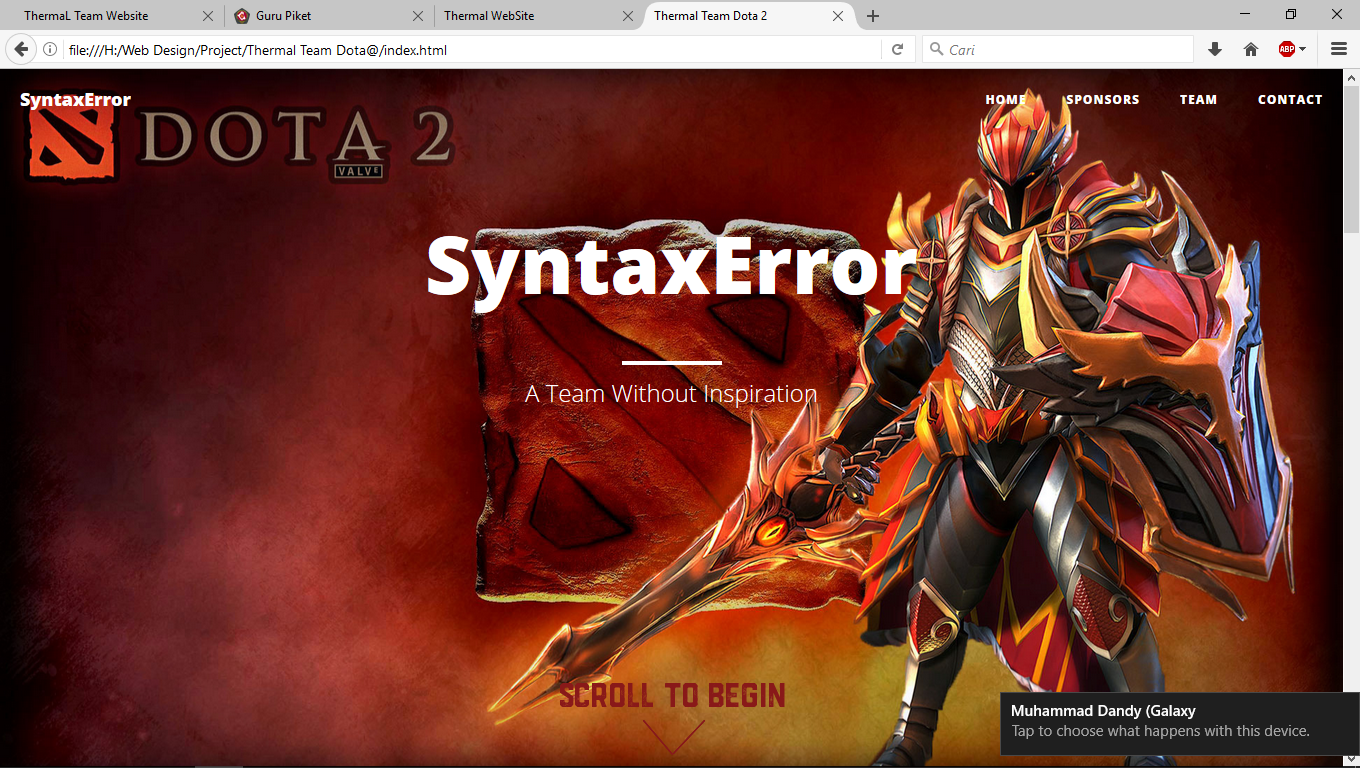 ThermaL Team Website
Guru Piket
Thermal WebSite
Thermal Team Dota 2
file:///H:/Web Design/Project/Thermal Team Dota@/index.html
Cari
ABP
SyntaxError
HOME
SPONSORS
TEAM
CONTACT
DOTA 2
VALVE
SyntaxError
A Team Without Inspiration
SCROLL TO BEGIN
Muhammad Dandy (Galaxy
Tap to choose what happens with this device.